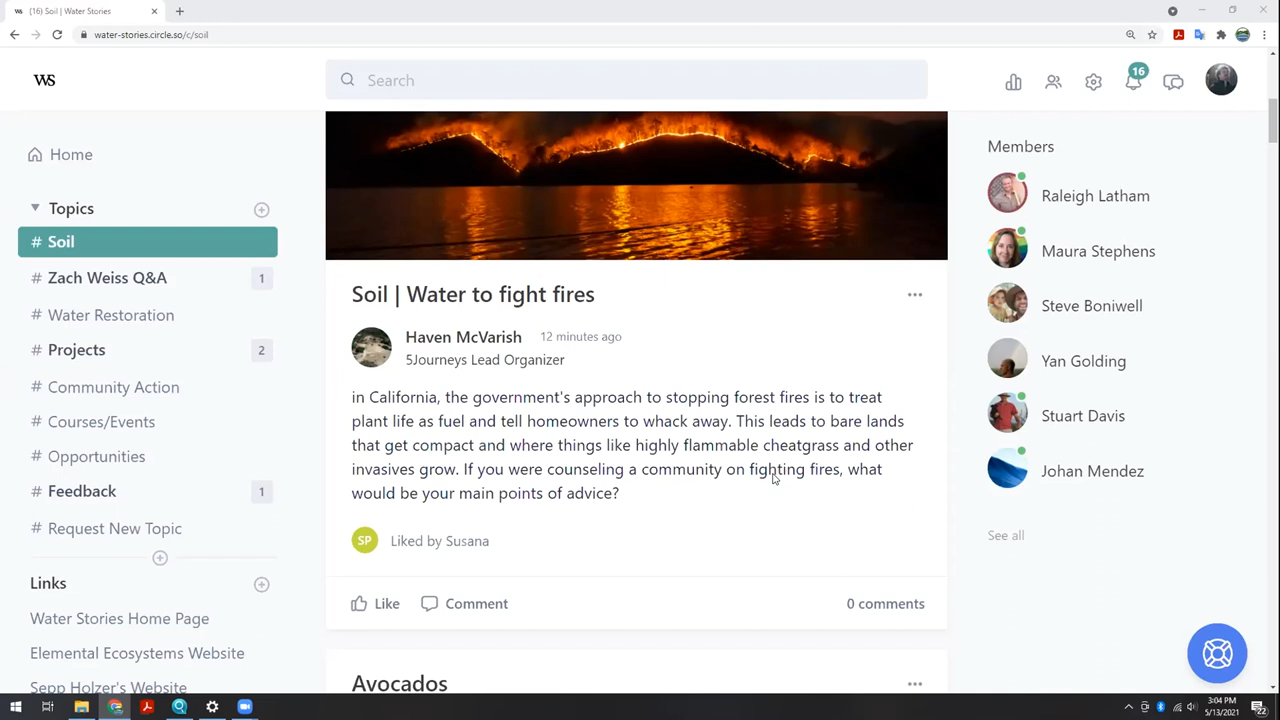 (16) Soil | Water Stories
water-stories.circle.so/c/soil
WS
Search
16
Home
Topics
# Soil
# Zach Weiss Q&A 1
# Water Restoration
# Projects 2
# Community Action
# Courses/Events
# Opportunities
# Feedback 1
# Request New Topic
Links
Water Stories Home Page
Elemental Ecosystems Website
Sepp Holzer's Website
Soil | Water to fight fires
Haven McVarish 12 minutes ago
5Journeys Lead Organizer
in California, the government's approach to stopping forest fires is to treat
plant life as fuel and tell homeowners to whack away. This leads to bare lands
that get compact and where things like highly flammable cheatgrass and other
invasives grow. If you were counseling a community on fighting fires, what
would be your main points of advice?
SP Liked by Susana
Like Comment 0 comments
Avocados
Members
Raleigh Latham
Maura Stephens
Steve Boniwell
Yan Golding
Stuart Davis
Johan Mendez
See all
3:04 PM
5/13/2021
22